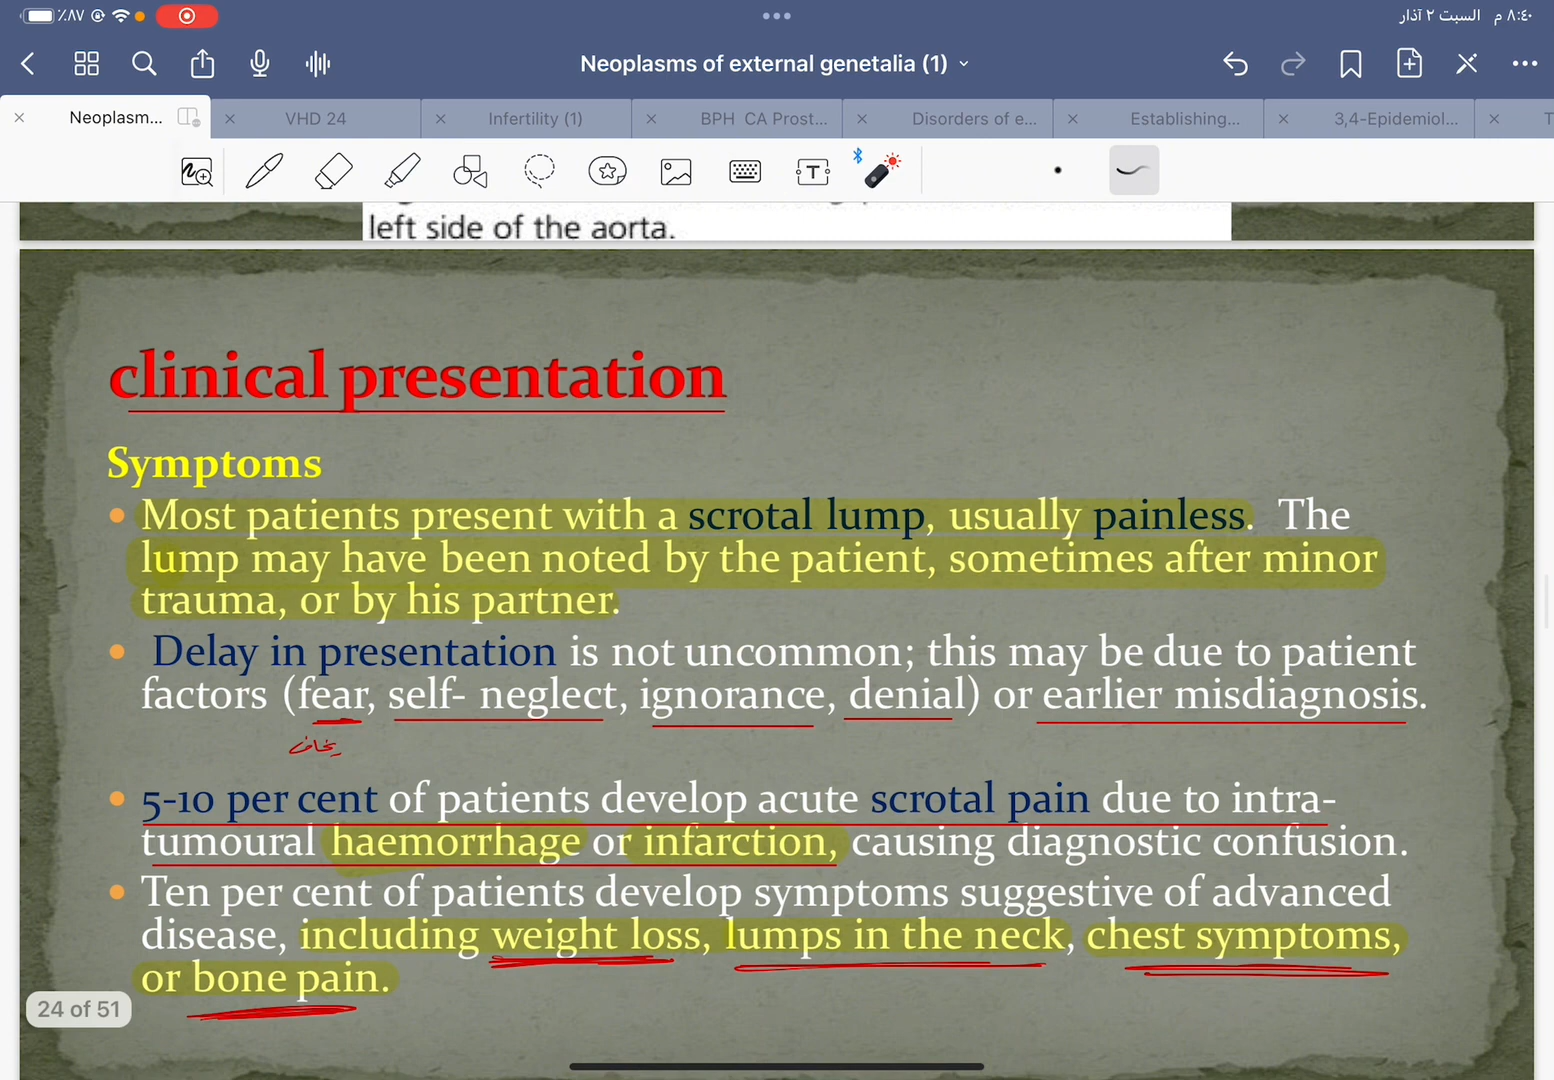 ٪٨٧
السبت ٢ آذار ٨:٤٠ م
Neoplasms of external genetalia (1)
Neoplasm...
VHD 24
Infertility (1)
BPH CA Prost...
Disorders of e...
Establishing...
3,4-Epidemiol...
T
left side of the aorta.
clinical presentation
Symptoms
• Most patients present with a scrotal lump, usually painless. The
lump may have been noted by the patient, sometimes after minor
trauma, or by his partner.
• Delay in presentation is not uncommon; this may be due to patient
factors (fear, self- neglect, ignorance, denial) or earlier misdiagnosis.
يخاف
• 5-10 per cent of patients develop acute scrotal pain due to intra-
tumoural haemorrhage or infarction, causing diagnostic confusion.
• Ten per cent of patients develop symptoms suggestive of advanced
disease, including weight loss, lumps in the neck, chest symptoms,
or bone pain.
24 of 51